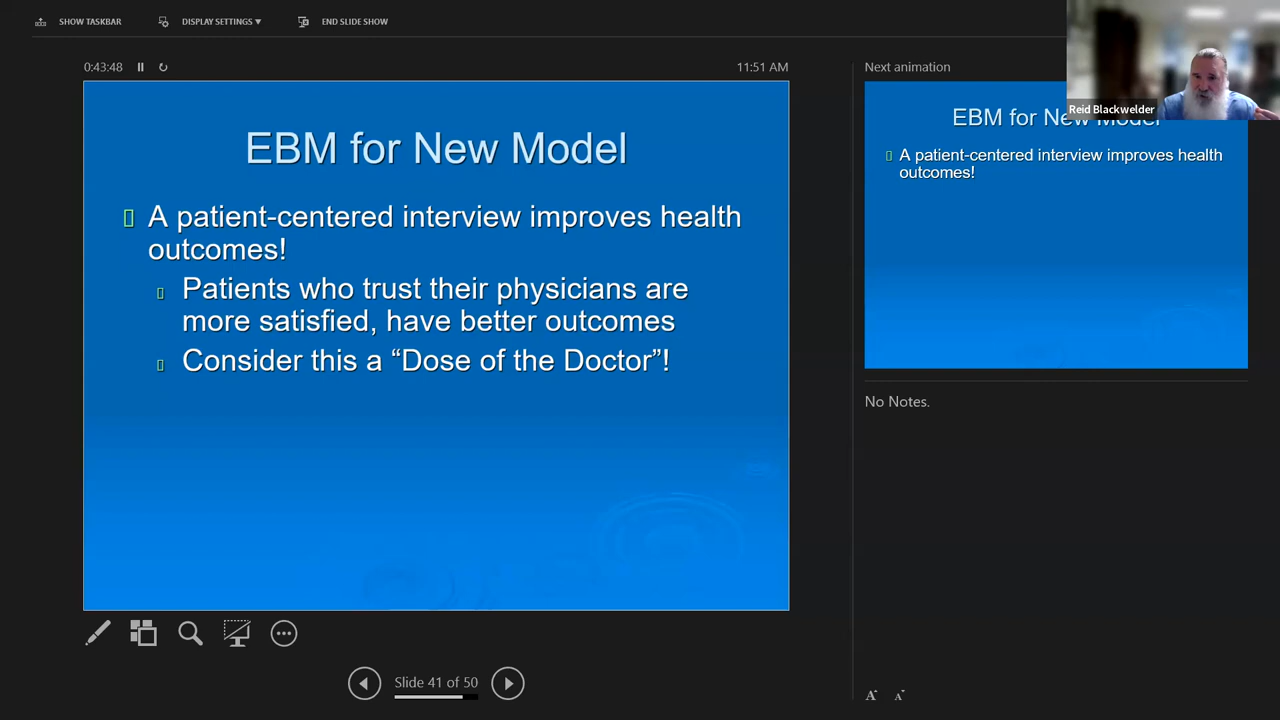 SHOW TASKBAR
DISPLAY SETTINGS ▼
END SLIDE SHOW
0:43:48
11:51 AM
EBM for New Model
A patient-centered interview improves health
outcomes!
Patients who trust their physicians are
more satisfied, have better outcomes
Consider this a “Dose of the Doctor”!
Slide 41 of 50
Next animation
Reid Blackwelder
EBM for New Model
A patient-centered interview improves health
outcomes!
No Notes.
A A